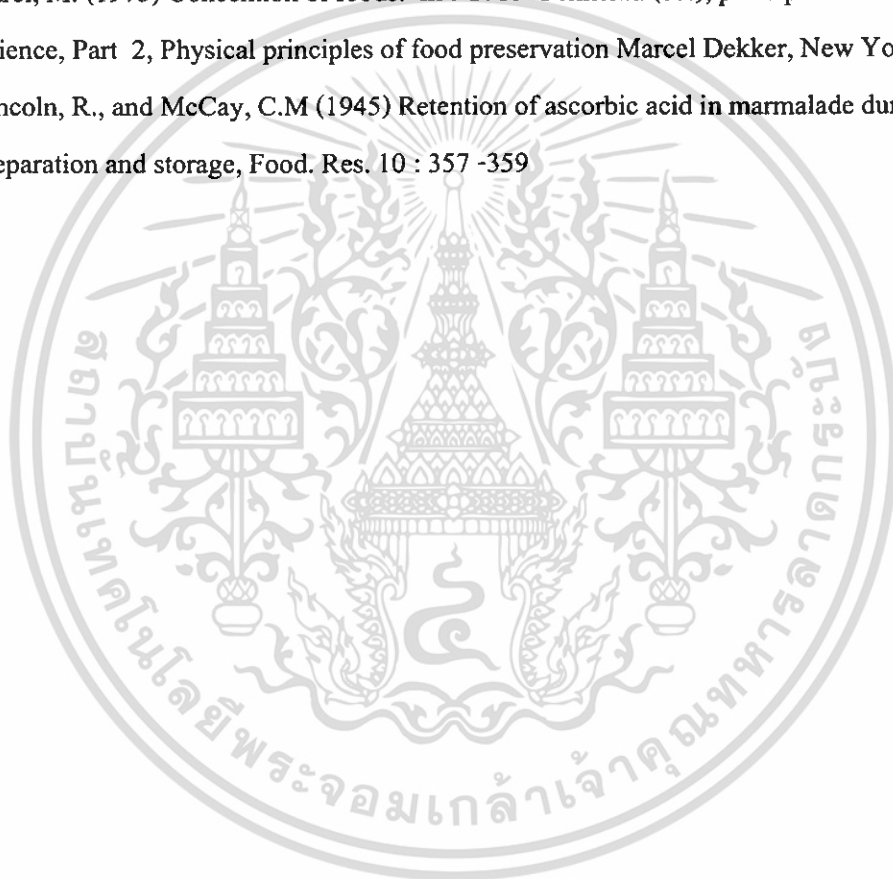 ience, Part 2, Physical principles of food preservation Marcel Dekker, New Yo
ncoln, R., and McCay, C.M (1945) Retention of ascorbic acid in marmalade du
eparation and storage, Food. Res. 10 : 357 -359
สถาบันเทคโนโลยีพระจอมเกล้าเจ้าคุณทหารลาดกระบัง